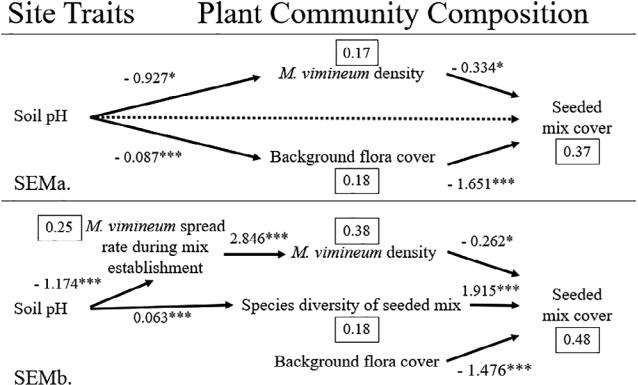 Site Traits Plant Community Composition
0.17
- 0.927* M. vimineum density - 0.334*
Soil pH
Seeded
mix cover
0.37
- 0.087*** Background flora cover
0.18 - 1.651***
SEMa.
0.25 M. vimineum spread
rate during mix
establishment
2.846*** 0.38
M. vimineum density - 0.262*
- 1.174***
Soil pH 0.063*** Species diversity of seeded mix 1.915***
0.18
Seeded
mix cover
0.48
Background flora cover - 1.476***
SEMb.